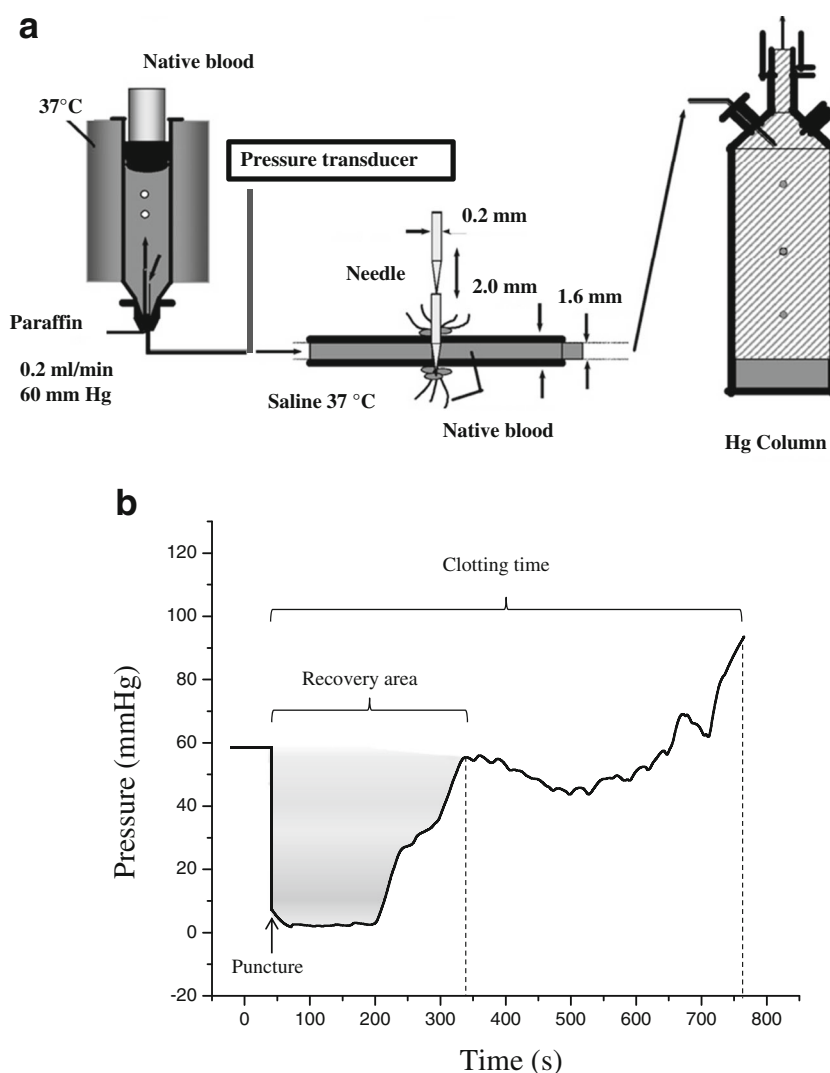 a
Native blood
37°C
Pressure transducer
0.2 mm
Needle
2.0 mm
1.6 mm
Paraffin
0.2 ml/min
60 mm Hg
Saline 37 °C
Native blood
Hg Column
b
120
100
80
60
40
20
0
-20
Pressure (mmHg)
Clotting time
Recovery area
Puncture
0 100 200 300 400 500 600 700 800
Time (s)